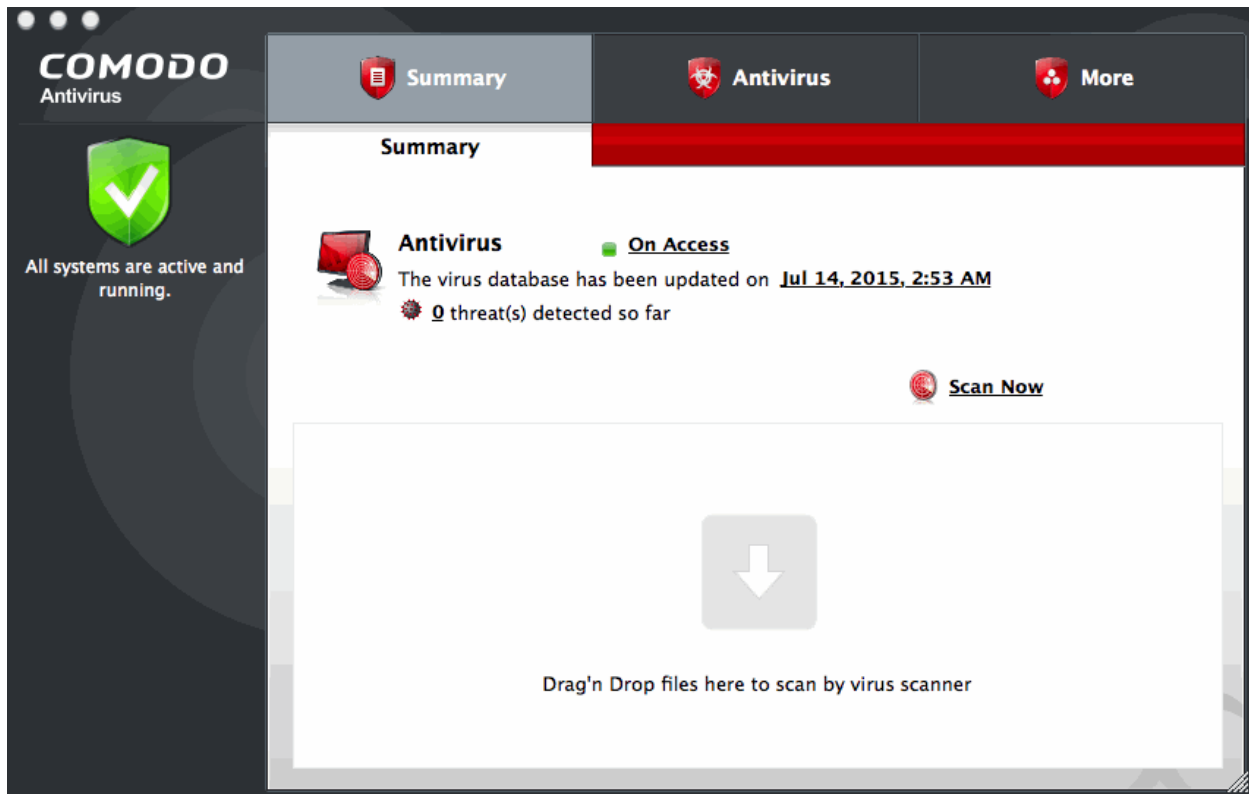 COMODO
Antivirus
Summary
Antivirus
More
Summary
All systems are active and
running.
Antivirus
On Access
The virus database has been updated on Jul 14, 2015, 2:53 AM
0 threat(s) detected so far
Scan Now
Drag'n Drop files here to scan by virus scanner